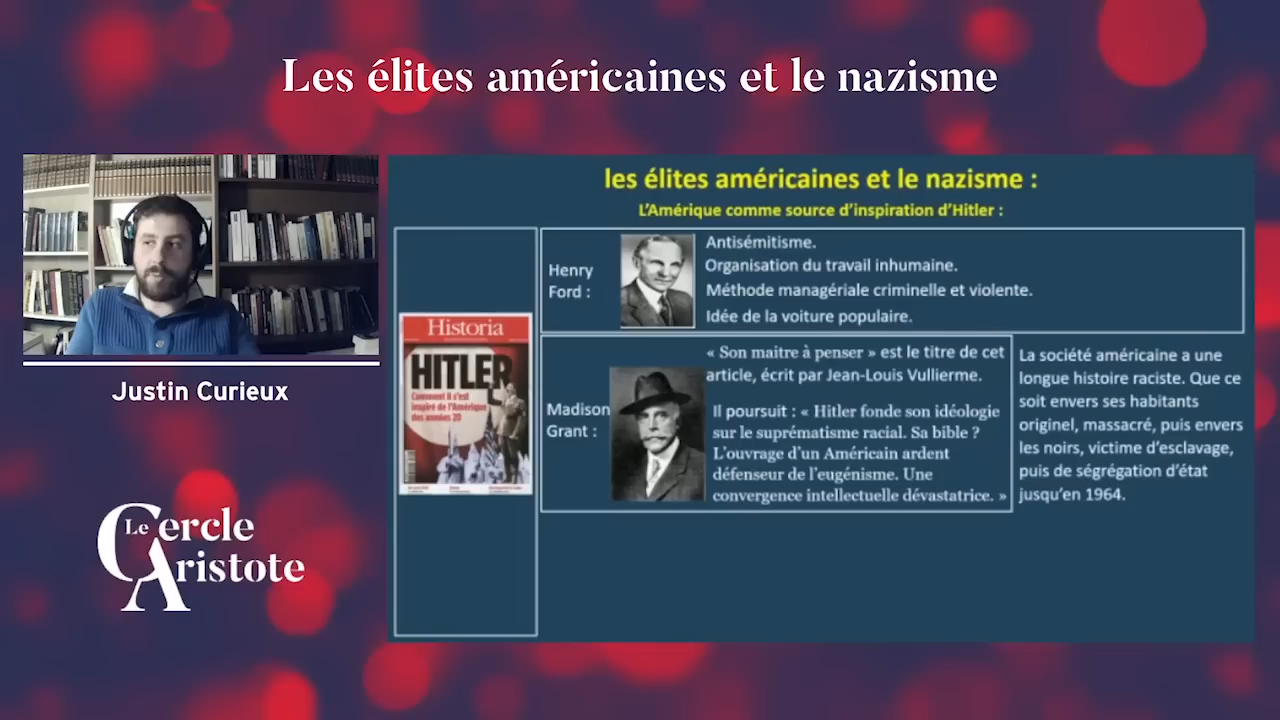 Les élites américaines et le nazisme
Justin Curieux
Le Cercle
Aristote
les élites américaines et le nazisme :
L'Amérique comme source d'inspiration d'Hitler :
Historia
HITLER
Comment il s'est
inspiré de l'Amérique
des années 20
Henry
Ford :
Antisémitisme.
Organisation du travail inhumaine.
Méthode managériale criminelle et violente.
Idée de la voiture populaire.
Madison
Grant :
« Son maitre à penser » est le titre de cet
article, écrit par Jean-Louis Vullierme.
Il poursuit : « Hitler fonde son idéologie
sur le suprématisme racial. Sa bible ?
L'ouvrage d'un Américain ardent
défenseur de l'eugénisme. Une
convergence intellectuelle dévastatrice. »
La société américaine a une
longue histoire raciste. Que ce
soit envers ses habitants
originel, massacré, puis envers
les noirs, victime d'esclavage,
puis de ségrégation d'état
jusqu'en 1964.